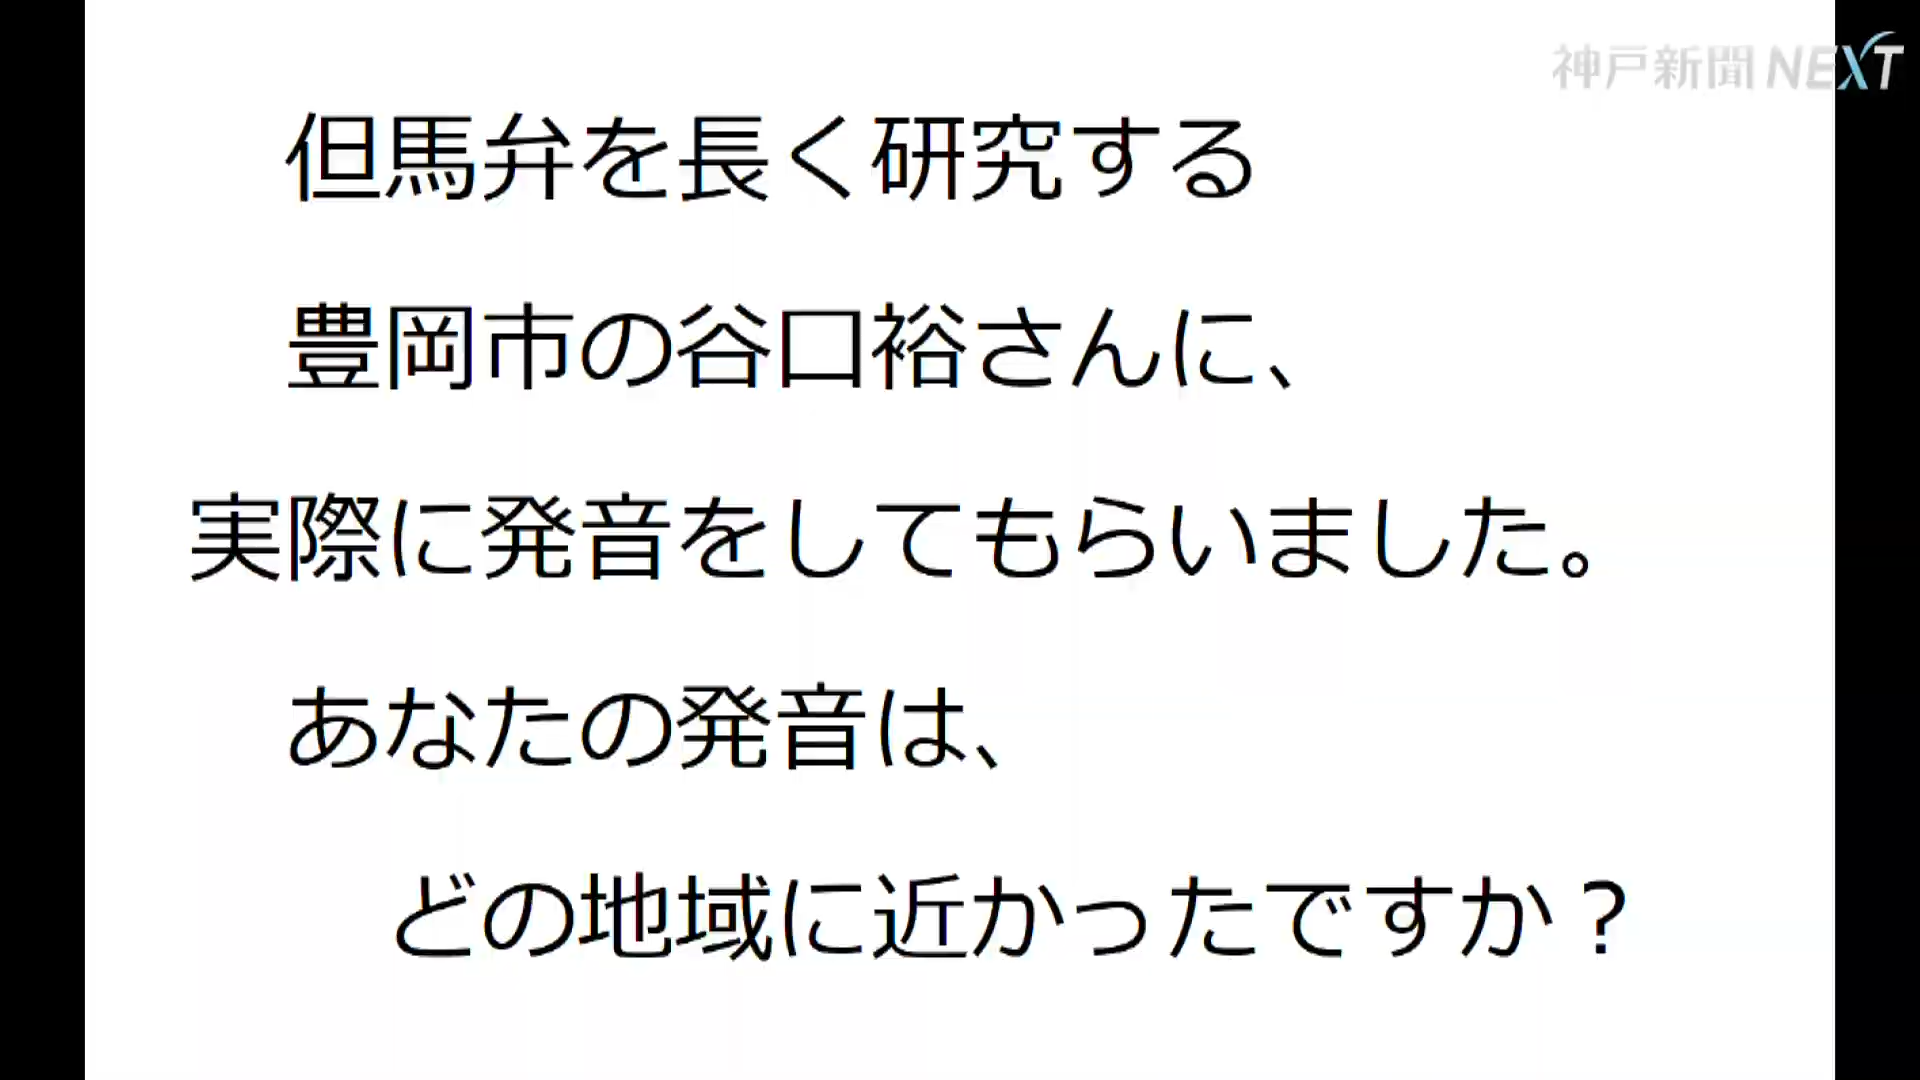 神戸新聞NEXT
但馬弁を長く研究する
豊岡市の谷口裕さんに、
実際に発音をしてもらいました。
あなたの発音は、
どの地域に近かったですか？